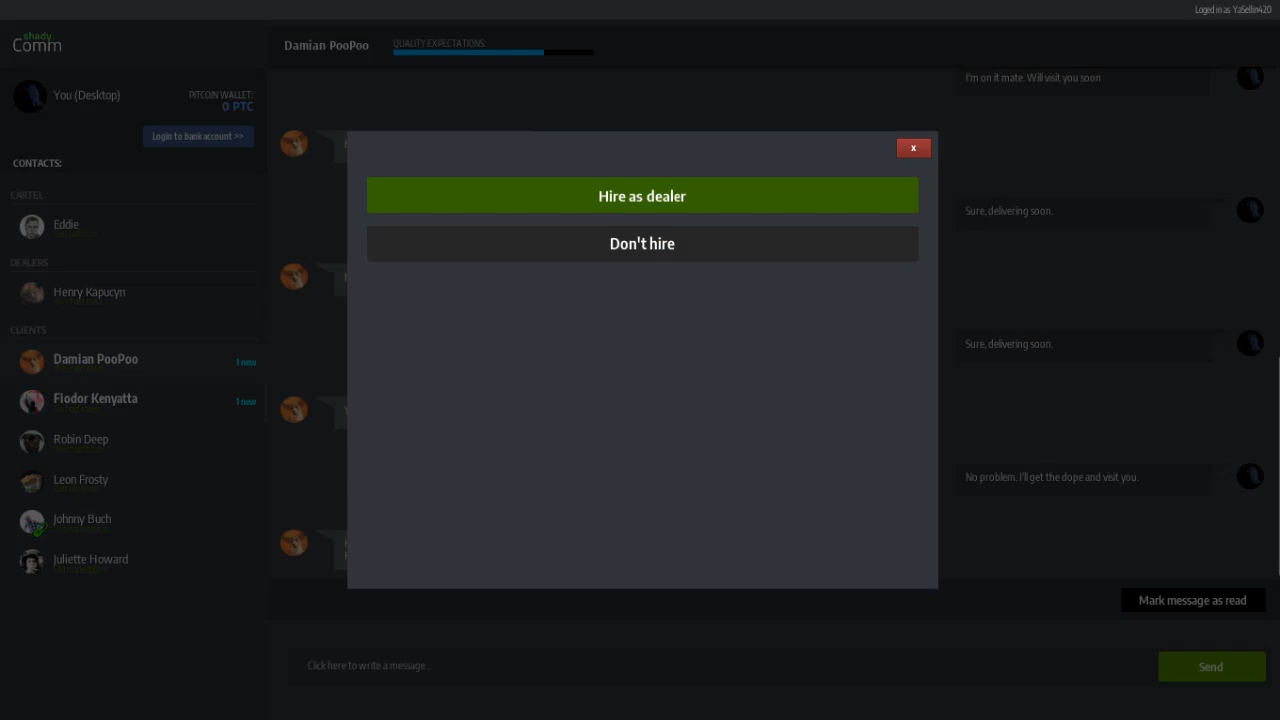 Loged in as YaSellin420
shady
Comm
Damian PooPoo
QUALITY EXPECTATIONS:
I'm on it mate. Will visit you soon
You (Desktop)
PITCOIN WALLET:
0 PTC
Login to bank account >>
CONTACTS:
x
CARTEL
Hire as dealer
Eddie
Sure, delivering soon.
Don't hire
DEALERS
Henry Kapucyn
CLIENTS
Sure, delivering soon.
Damian PooPoo
1 new
Fiodor Kenyatta
1 new
Robin Deep
Leon Frosty
No problem. I'll get the dope and visit you.
Johnny Buch
Juliette Howard
Mark message as read
Click here to write a message...
Send